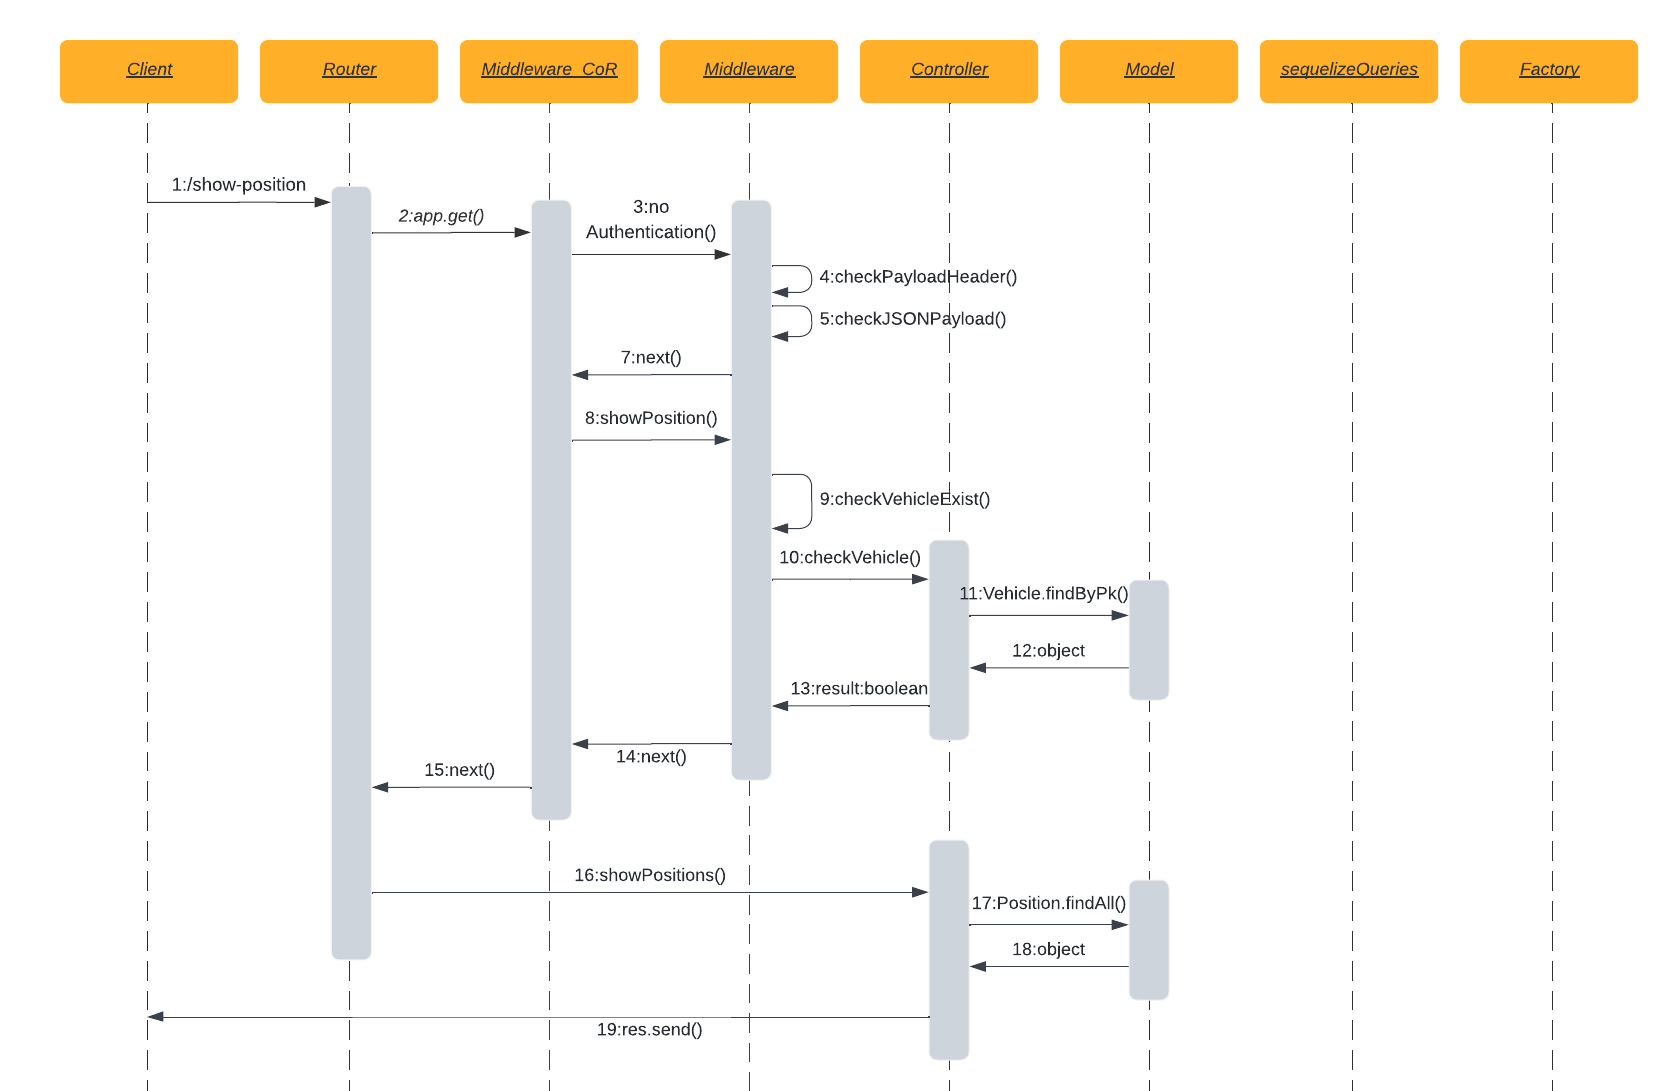 Client
Router
Middleware_CoR
Middleware
Controller
Model
sequelizeQueries
Factory
1:/show-position
2:app.get()
3:no
Authentication()
4:checkPayloadHeader()
5:checkJSONPayload()
7:next()
8:showPosition()
9:checkVehicleExist()
10:checkVehicle()
11:Vehicle.findByPk()
12:object
13:result:boolean
14:next()
15:next()
16:showPositions()
17:Position.findAll()
18:object
19:res.send()